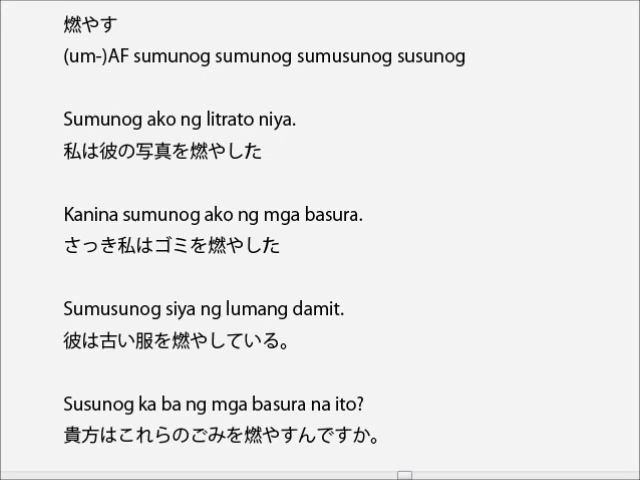 燃やす
(um-)AF sumunog sumunog sumusunog susunog
Sumunog ako ng litrato niya.
私は彼の写真を燃やした
Kanina sumunog ako ng mga basura.
さっき私はゴミを燃やした
Sumusunog siya ng lumang damit.
彼は古い服を燃やしている。
Susunog ka ba ng mga basura na ito?
貴方はこれらのごみを燃やすんですか。